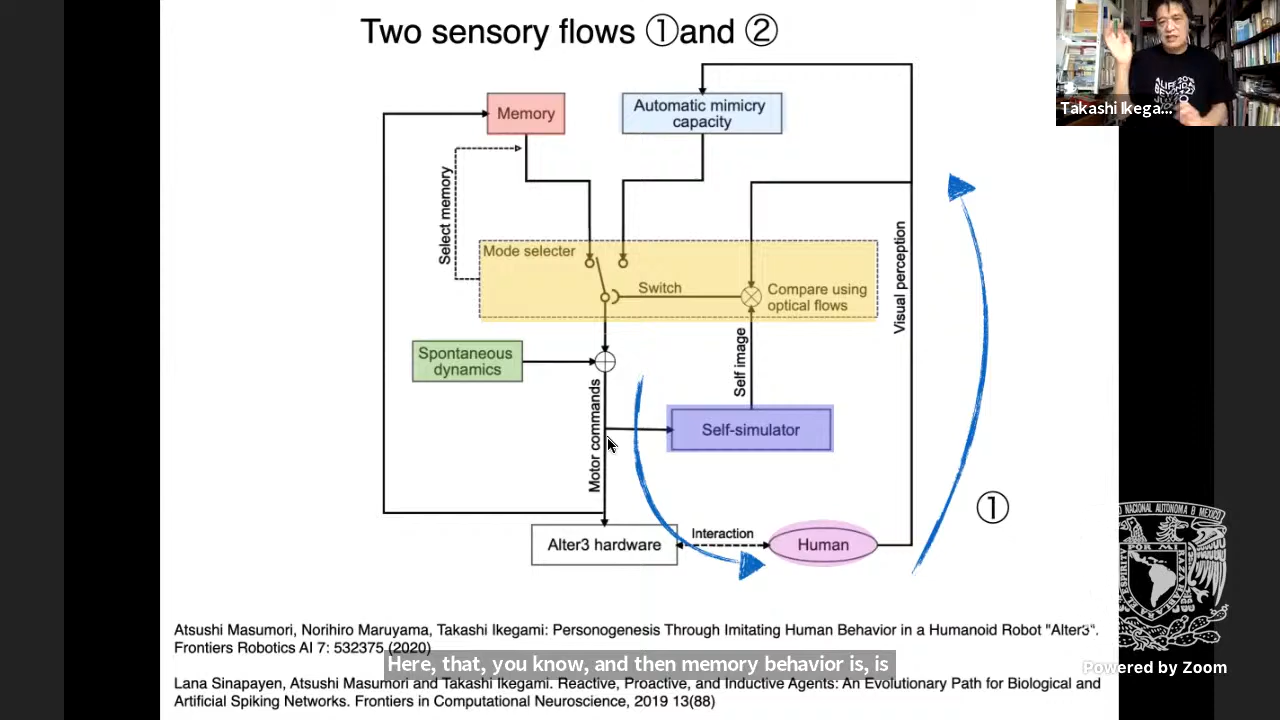 Two sensory flows ①and ②
Takashi Ikega...
Memory
Automatic mimicry
capacity
Select memory
Mode selecter
Switch
Compare using
optical flows
Visual perception
Spontaneous
dynamics
Self image
Motor commands
Self-simulator
①
Alter3 hardware
Interaction
Human
Atsushi Masumori, Norihiro Maruyama, Takashi Ikegami: Personogenesis Through Imitating Human Behavior in a Humanoid Robot "Alter3".
Frontiers Robotics AI 7: 532375 (2020)
Here, that, you know, and then memory behavior is, is
Powered by Zoom
Lana Sinapayen, Atsushi Masumori and Takashi Ikegami. Reactive, Proactive, and Inductive Agents: An Evolutionary Path for Biological and
Artificial Spiking Networks. Frontiers in Computational Neuroscience, 2019 13(88)